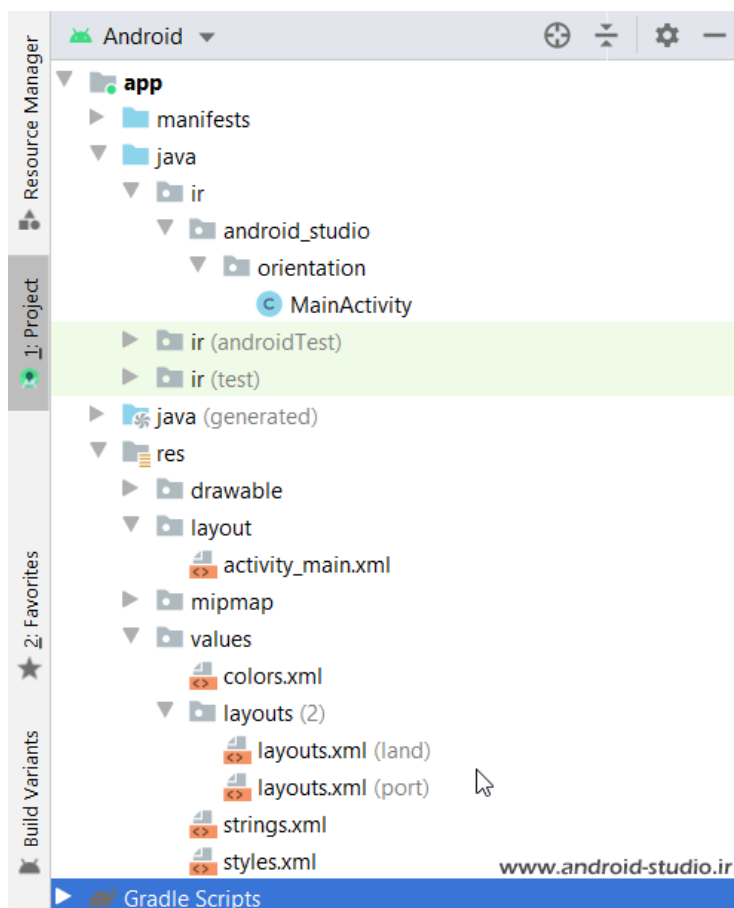 Android
app
manifests
java
ir
android_studio
orientation
MainActivity
ir (androidTest)
ir (test)
java (generated)
res
drawable
layout
activity_main.xml
mipmap
values
colors.xml
layouts (2)
layouts.xml (land)
layouts.xml (port)
strings.xml
styles.xml
Gradle Scripts
Resource Manager
1: Project
2: Favorites
Build Variants
www.android-studio.ir